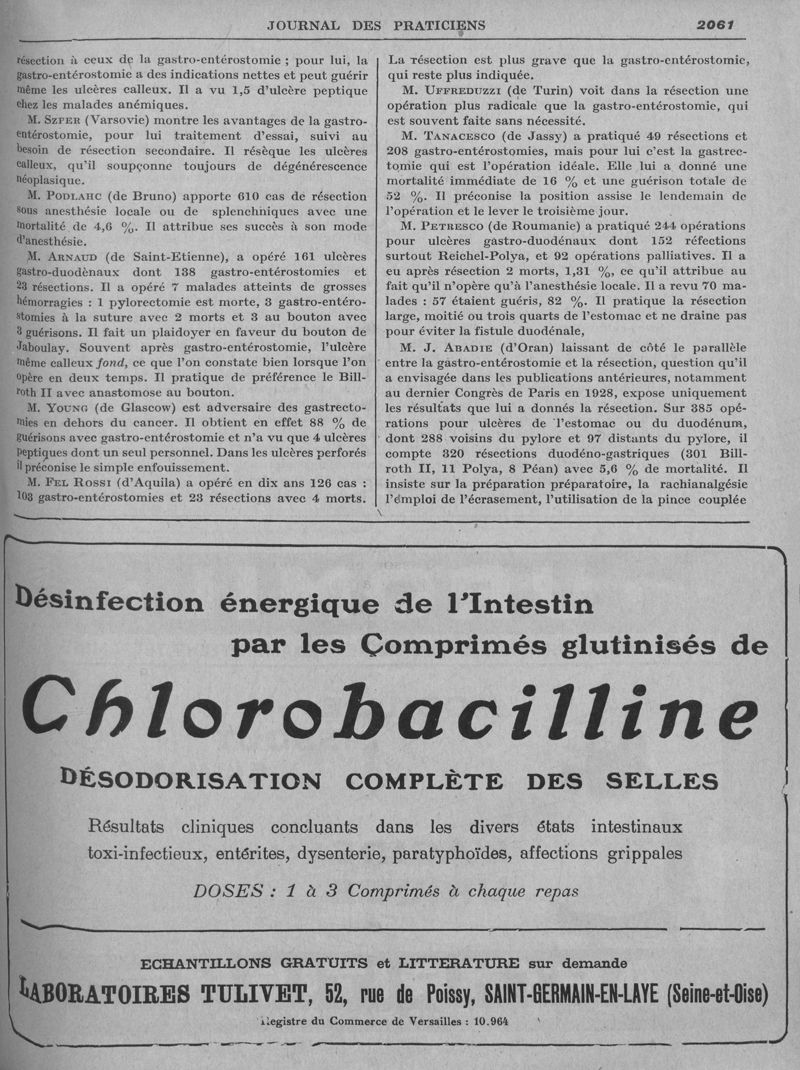 JOURNAL DES PRATICIENS 2061
résection à ceux de la gastro-entérostomie ; pour lui, la
gastro-entérostomie a des indications nettes et peut guérir
même les ulcères calleux. Il a vu 1,5 d'ulcère peptique
chez les malades anémiques.
M. SZFER (Varsovie) montre les avantages de la gastro-
entérostomie, pour lui traitement d'essai, suivi au
besoin de résection secondaire. Il résèque les ulcères
calleux, qu'il soupçonne toujours de dégénérescence
néoplasique.
M. PODLAHC (de Bruno) apporte 610 cas de résection
sous anesthésie locale ou de splenchniques avec une
mortalité de 4,6 %. Il attribue ses succès à son mode
d'anesthésie.
M. ARNAUD (de Saint-Etienne), a opéré 161 ulcères
gastro-duodènaux dont 138 gastro-entérostomies et
23 résections. Il a opéré 7 malades atteints de grosses
hémorragies : 1 pylorectomie est morte, 3 gastro-entéro-
stomies à la suture avec 2 morts et 3 au bouton avec
3 guérisons. Il fait un plaidoyer en faveur du bouton de
Jaboulay. Souvent après gastro-entérostomie, l'ulcère
même calleux fond, ce que l'on constate bien lorsque l'on
opère en deux temps. Il pratique de préférence le Bill-
roth II avec anastomose au bouton.
M. YOUNG (de Glascow) est adversaire des gastrecto-
mies en dehors du cancer. Il obtient en effet 88 % de
guérisons avec gastro-entérostomie et n'a vu que 4 ulcères
peptiques dont un seul personnel. Dans les ulcères perforés
il préconise le simple enfouissement.
M. FEL ROSSI (d'Aquila) a opéré en dix ans 126 cas :
103 gastro-entérostomies et 23 résections avec 4 morts.
La résection est plus grave que la gastro-entérostomie,
qui reste plus indiquée.
M. UFFREDUZZI (de Turin) voit dans la résection une
opération plus radicale que la gastro-entérostomie, qui
est souvent faite sans nécessité.
M. TANACESCO (de Jassy) a pratiqué 49 résections et
208 gastro-entérostomies, mais pour lui c'est la gastrec-
tomie qui est l'opération idéale. Elle lui a donné une
mortalité immédiate de 16 % et une guérison totale de
52 %. Il préconise la position assise le lendemain de
l'opération et le lever le troisième jour.
M. PETRESCO (de Roumanie) a pratiqué 244 opérations
pour ulcères gastro-duodénaux dont 152 réfections
surtout Reichel-Polya, et 92 opérations palliatives. Il a
eu après résection 2 morts, 1,31 %, ce qu'il attribue au
fait qu'il n'opère qu'à l'anesthésie locale. Il a revu 70 ma-
lades : 57 étaient guéris, 82 %. Il pratique la résection
large, moitié ou trois quarts de l'estomac et ne draine pas
pour éviter la fistule duodénale,
M. J. ABADIE (d'Oran) laissant de côté le parallèle
entre la gastro-entérostomie et la résection, question qu'il
a envisagée dans les publications antérieures, notamment
au dernier Congrès de Paris en 1928, expose uniquement
les résultats que lui a donnés la résection. Sur 385 opé-
rations pour ulcères de l'estomac ou du duodénum,
dont 288 voisins du pylore et 97 distants du pylore, il
compte 320 résections duodéno-gastriques (301 Bill-
roth II, 11 Polya, 8 Péan) avec 5,6 % de mortalité. Il
insiste sur la préparation préparatoire, la rachianalgésie
l'émploi de l'écrasement, l'utilisation de la pince couplée
Désinfection énergique de l'Intestin
par les Comprimés glutinisés de
Chlorobacilline
DÉSODORISATION COMPLÈTE DES SELLES
Résultats cliniques concluants dans les divers états intestinaux
toxi-infectieux, entérites, dysenterie, paratyphoïdes, affections grippales
DOSES : 1 à 3 Comprimés à chaque repas
ECHANTILLONS GRATUITS et LITTERATURE sur demande
LABORATOIRES TULIVET, 52, rue de Poissy, SAINT-GERMAIN-EN-LAYE (Seine-et-Oise)
Registre du Commerce de Versailles : 10.964